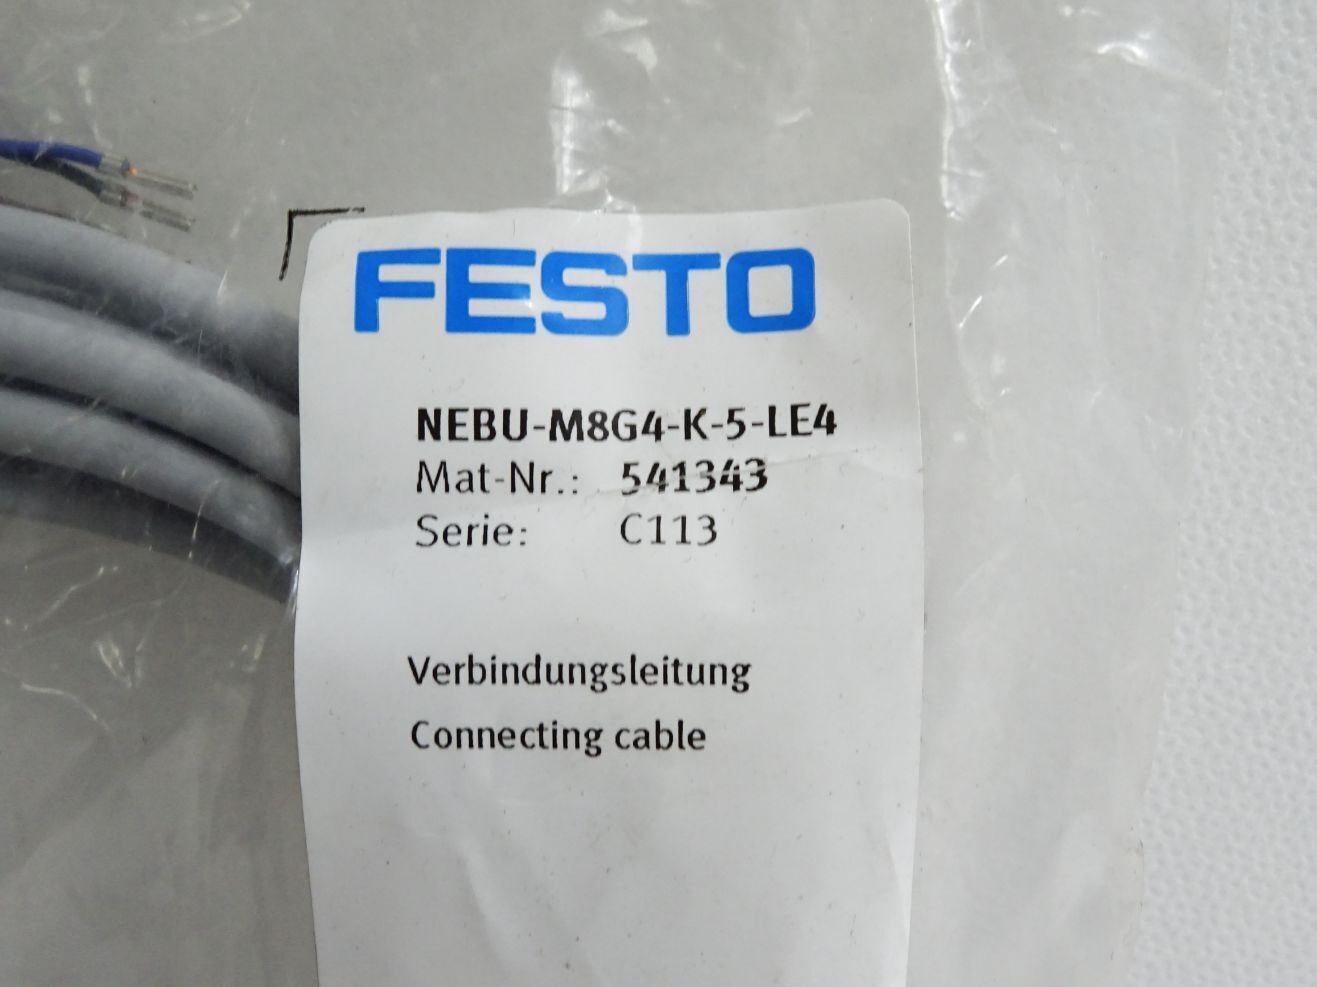 FESTO
NEBU-M8G4-K-5-LE4
Mat-Nr.: 541343
Serie: C113
Verbindungsleitung
Connecting cable